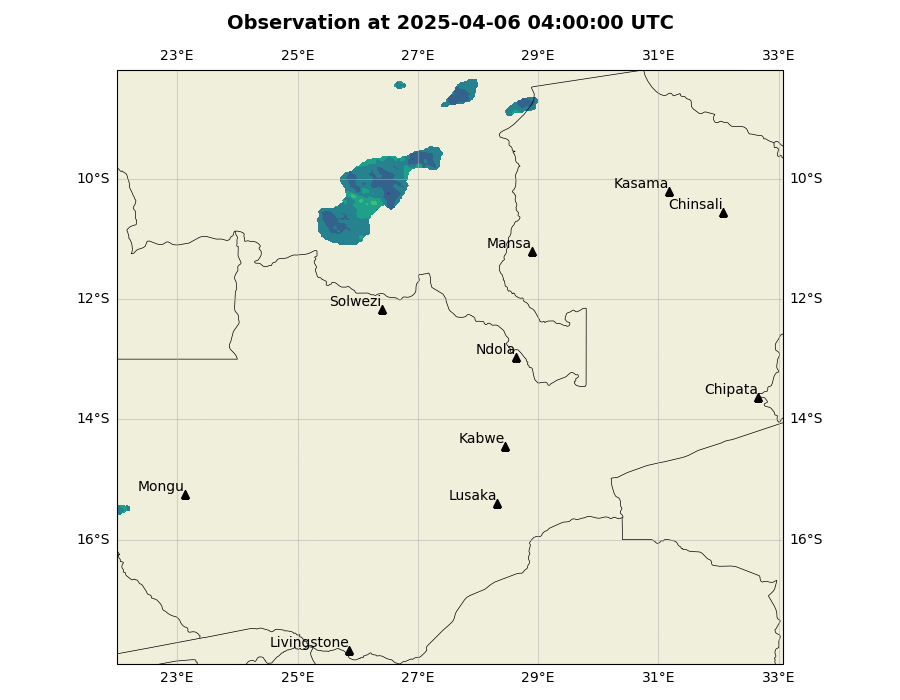 Observation at 2025-04-06 04:00:00 UTC
23°E 25°E 27°E 29°E 31°E 33°E
10°S 10°S
Kasama
Chinsali
Mansa
12°S 12°S
Solwezi
Ndola
Chipata
14°S 14°S
Kabwe
Mongu
Lusaka
16°S 16°S
Livingstone
23°E 25°E 27°E 29°E 31°E 33°E